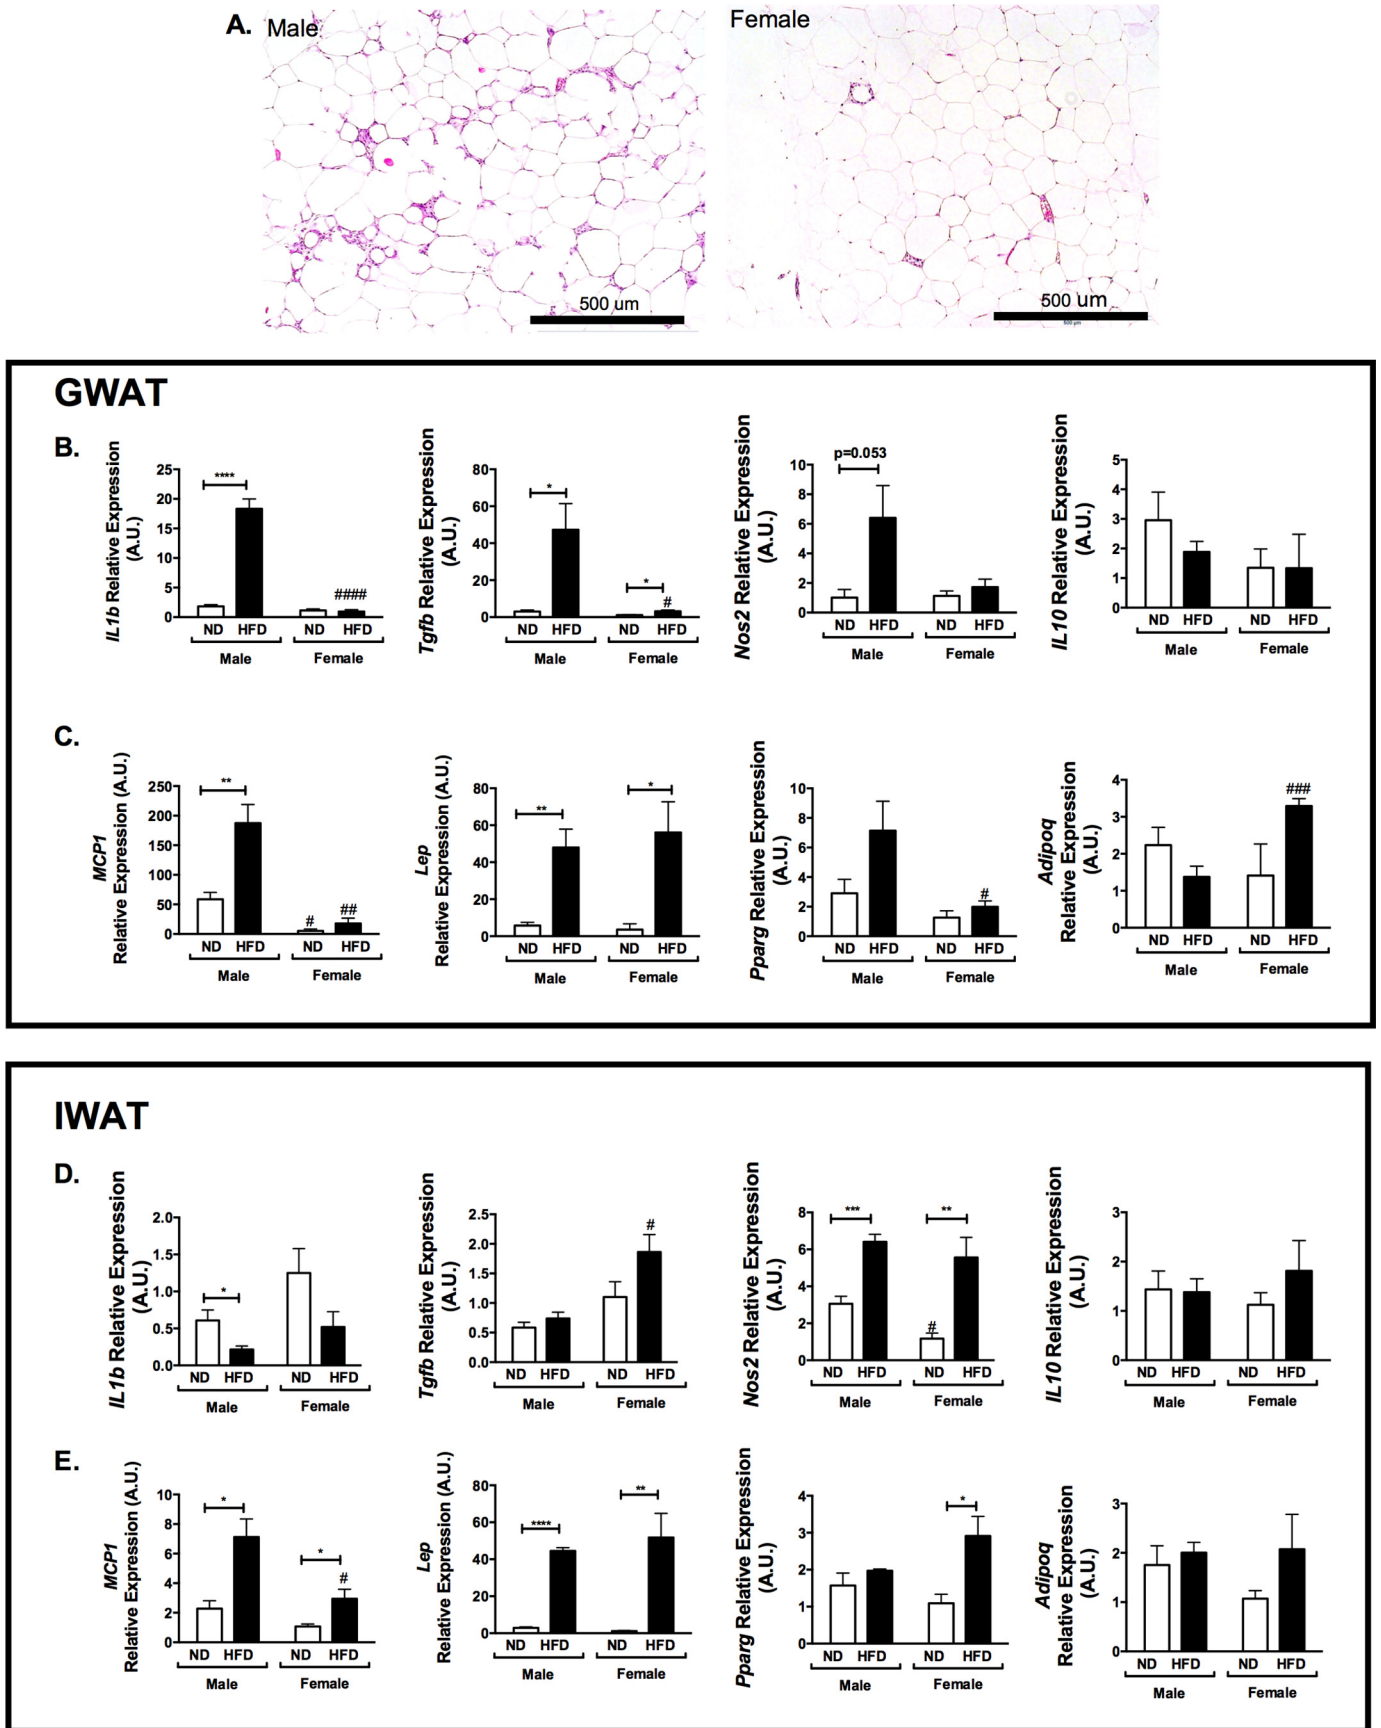 A. Male
Female
500 um
500 um
500 µm
GWAT
B.
IL1b Relative Expression
(A.U.)
25
20
15
10
5
0
****
####
ND HFD ND HFD
Male Female
Tgfb Relative Expression
(A.U.)
80
60
40
20
0
*
*
#
ND HFD ND HFD
Male Female
Nos2 Relative Expression
(A.U.)
10
8
6
4
2
0
p=0.053
ND HFD ND HFD
Male Female
IL10 Relative Expression
(A.U.)
5
4
3
2
1
0
ND HFD ND HFD
Male Female
C.
MCP1
Relative Expression (A.U.)
250
200
150
100
50
0
**
#
##
ND HFD ND HFD
Male Female
Lep
Relative Expression (A.U.)
80
60
40
20
0
**
*
ND HFD ND HFD
Male Female
Pparg Relative Expression
(A.U.)
10
8
6
4
2
0
#
ND HFD ND HFD
Male Female
Adipoq
Relative Expression
(A.U.)
4
3
2
1
0
###
ND HFD ND HFD
Male Female
IWAT
D.
IL1b Relative Expression
(A.U.)
2.0
1.5
1.0
0.5
0.0
*
ND HFD ND HFD
Male Female
Tgfb Relative Expression
(A.U.)
2.5
2.0
1.5
1.0
0.5
0.0
#
ND HFD ND HFD
Male Female
Nos2 Relative Expression
(A.U.)
8
6
4
2
0
***
**
#
ND HFD ND HFD
Male Female
IL10 Relative Expression
(A.U.)
3
2
1
0
ND HFD ND HFD
Male Female
E.
MCP1
Relative Expression (A.U.)
10
8
6
4
2
0
*
*
#
ND HFD ND HFD
Male Female
Lep
Relative Expression (A.U.)
80
60
40
20
0
****
**
ND HFD ND HFD
Male Female
Pparg Relative Expression
(A.U.)
4
3
2
1
0
*
ND HFD ND HFD
Male Female
Adipoq
Relative Expression
(A.U.)
3
2
1
0
ND HFD ND HFD
Male Female